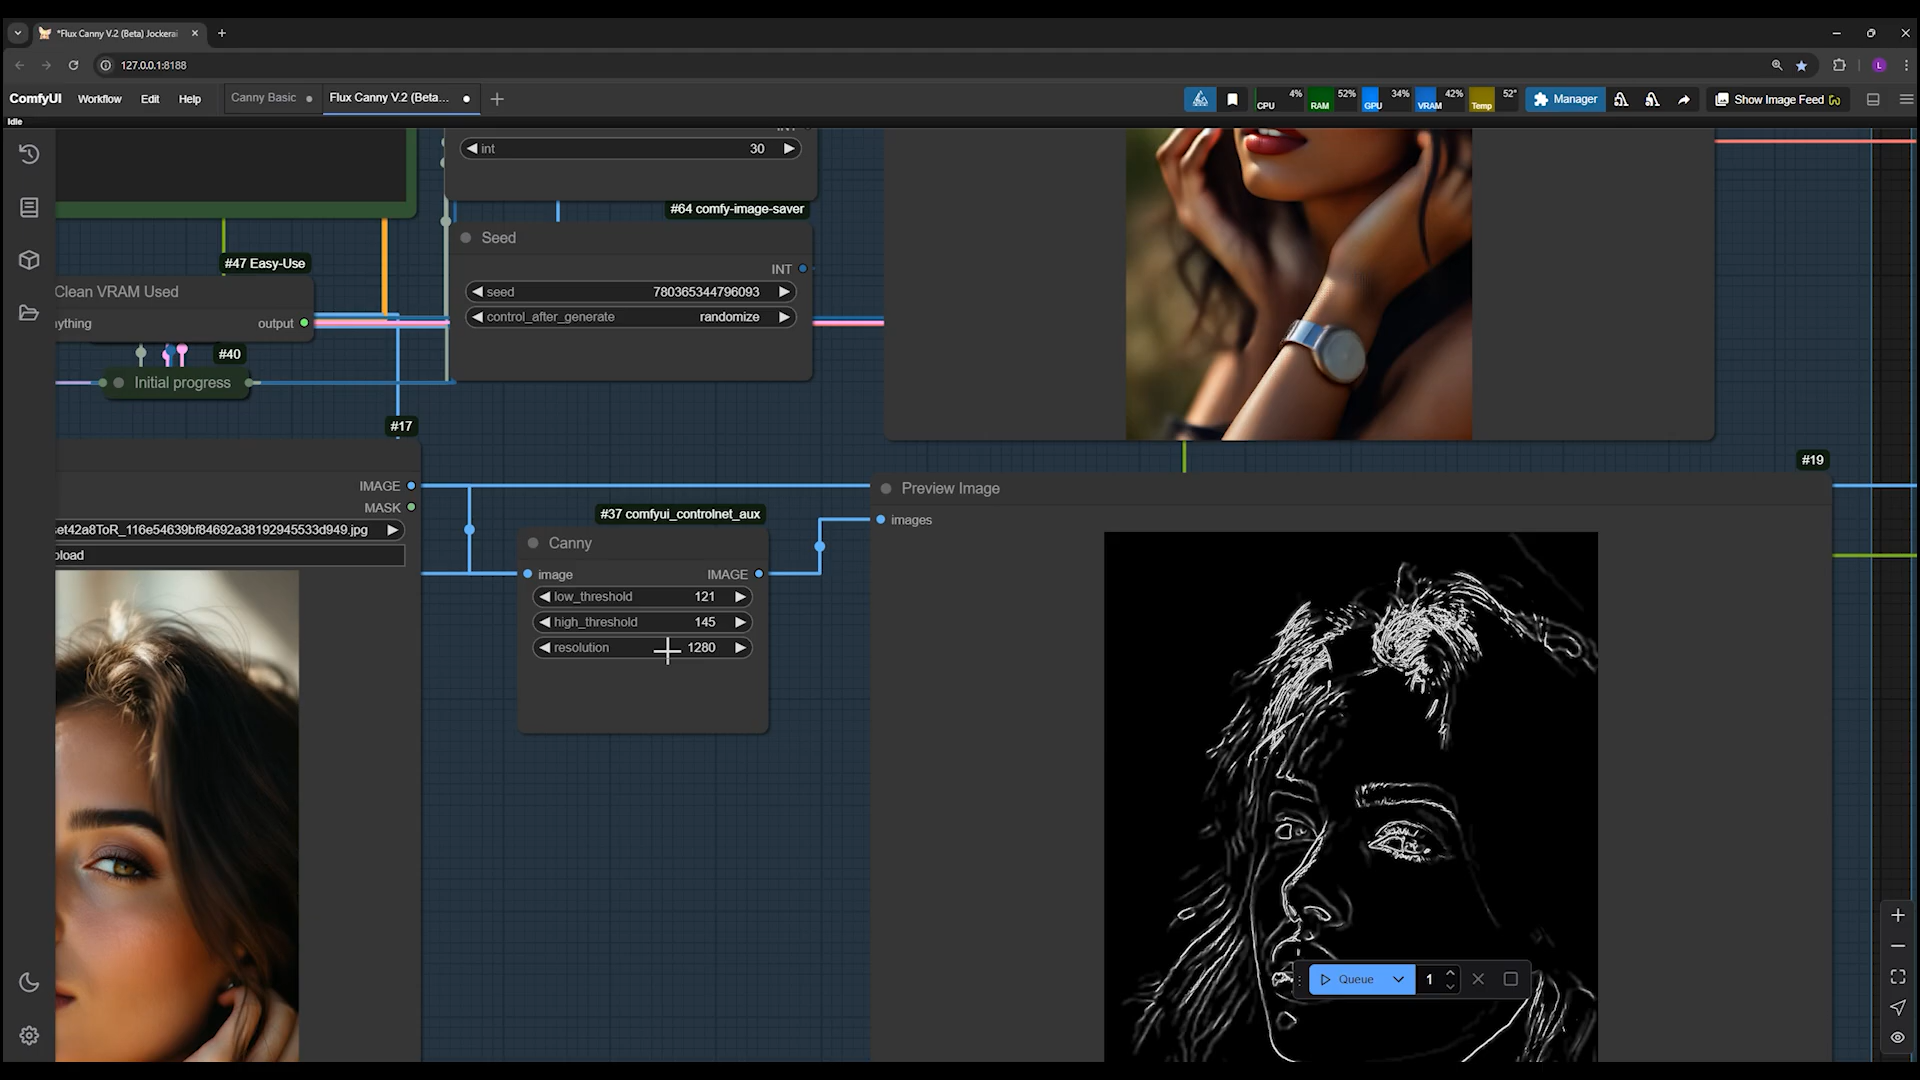 *Flux Canny V.2 (Beta) Jockerai
127.0.0.1:8188
ComfyUI Workflow Edit Help Canny Basic Flux Canny V.2 (Beta...
CPU 4% RAM 52% GPU 34% VRAM 42% Temp 52° Manager Show Image Feed
L
Idle
int 30
#64 comfy-image-saver
Seed
INT
seed 780365344796093
control_after_generate randomize
#47 Easy-Use
Clean VRAM Used
ything output
#40
Initial progress
#17
IMAGE
MASK
et42a8ToR_116e54639bf84692a38192945533d949.jpg
pload
#37 comfyui_controlnet_aux
Canny
image IMAGE
low_threshold 121
high_threshold 145
resolution 1280
#19
Preview Image
images
Queue 1